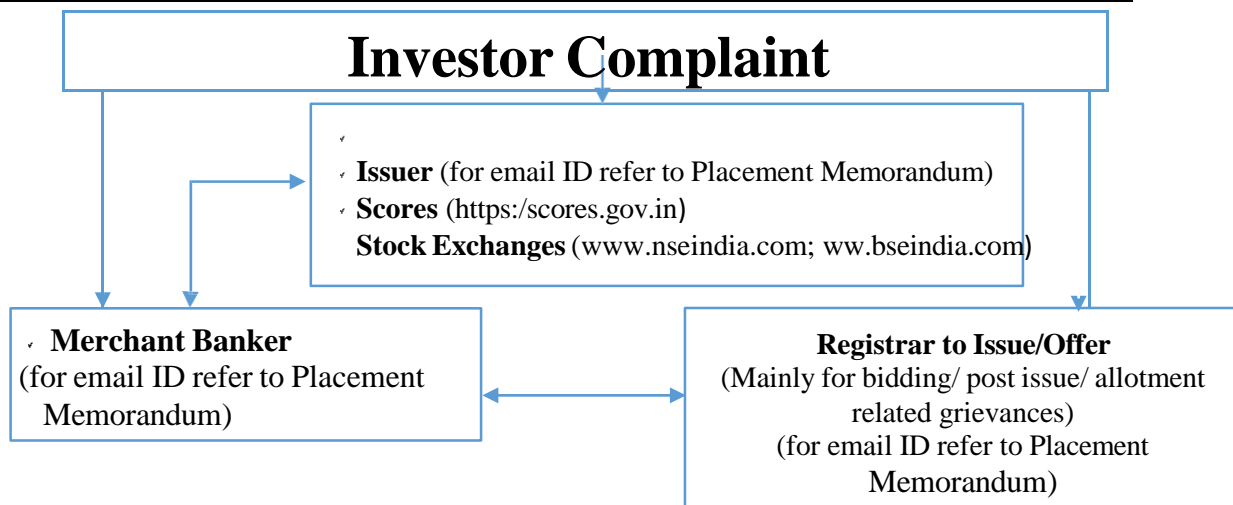 Investor Complaint
✓
✓ Issuer (for email ID refer to Placement Memorandum)
✓ Scores (https:/scores.gov.in)
Stock Exchanges (www.nseindia.com; ww.bseindia.com)
✓ Merchant Banker
(for email ID refer to Placement
Memorandum)
Registrar to Issue/Offer
(Mainly for bidding/ post issue/ allotment
related grievances)
(for email ID refer to Placement
Memorandum)